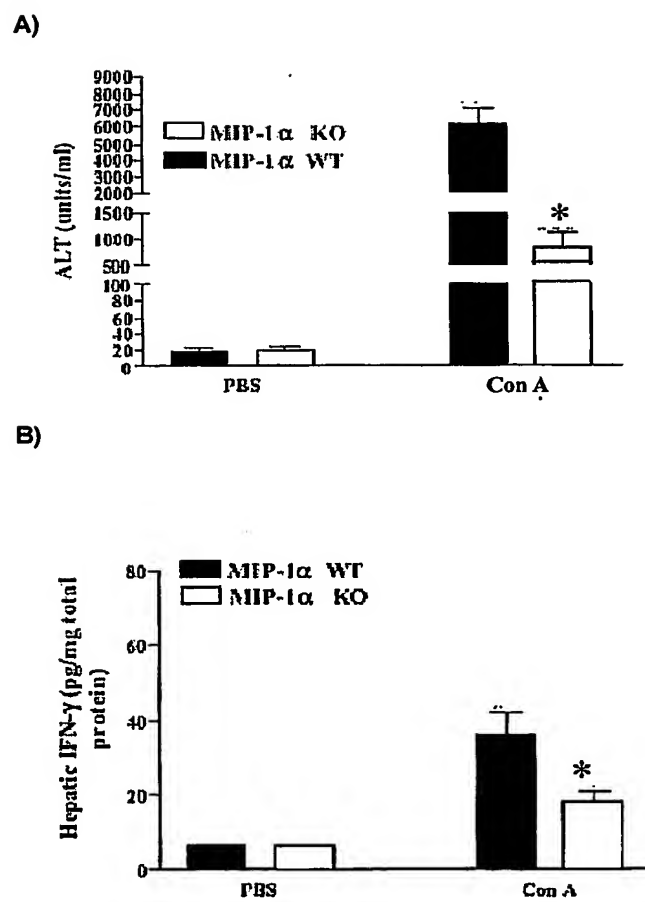 A)
ALT (units/ml)
9000
8000
7000
6000
5000
4000
3000
2000
1500
1000
500
100
80
60
40
20
0
MIP-1α KO
MIP-1α WT
*
PBS
Con A
B)
Hepatic IFN-γ (pg/mg total
protein)
80
60
40
20
0
MIP-1α WT
MIP-1α KO
*
PBS
Con A